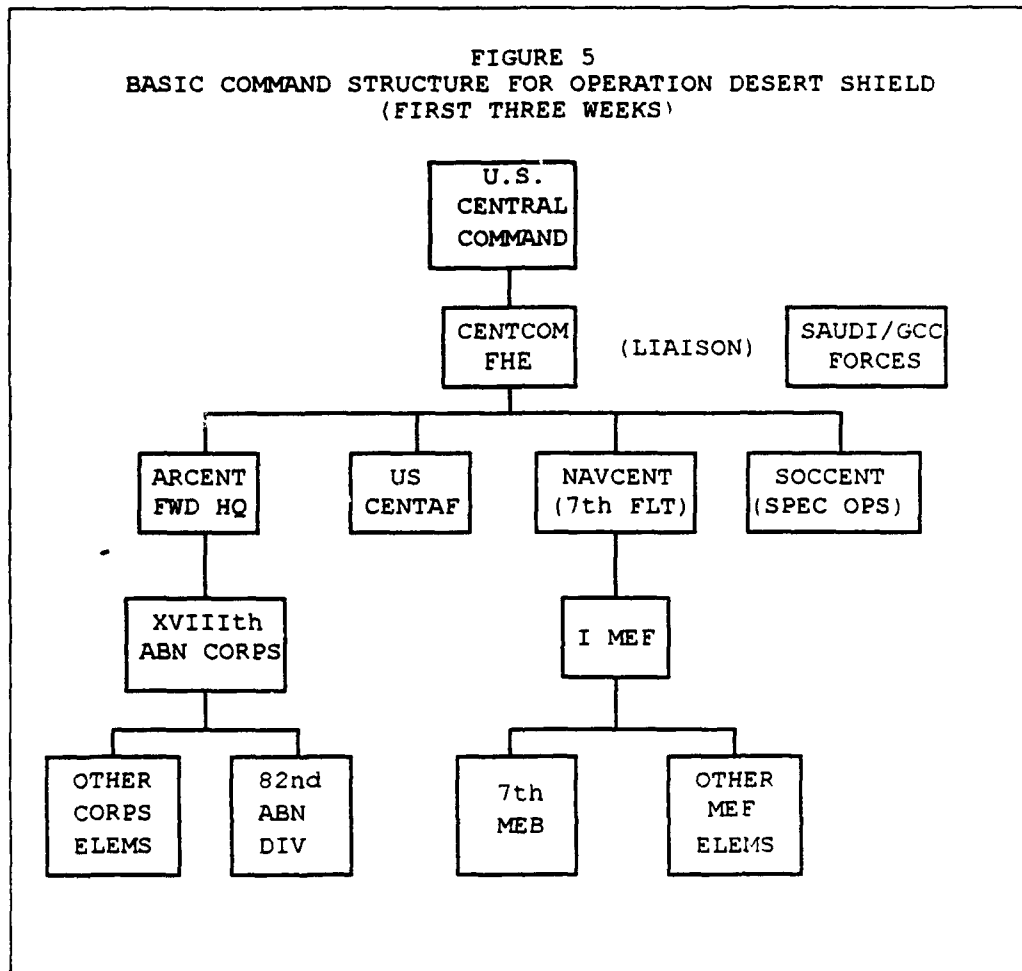 FIGURE 5
BASIC COMMAND STRUCTURE FOR OPERATION DESERT SHIELD
(FIRST THREE WEEKS)
U.S.
CENTRAL
COMMAND
CENTCOM
FHE
(LIAISON)
SAUDI/GCC
FORCES
ARCENT
FWD HQ
US
CENTAF
NAVCENT
(7th FLT)
SOCCENT
(SPEC OPS)
XVIIIth
ABN CORPS
I MEF
OTHER
CORPS
ELEMS
82nd
ABN
DIV
7th
MEB
OTHER
MEF
ELEMS